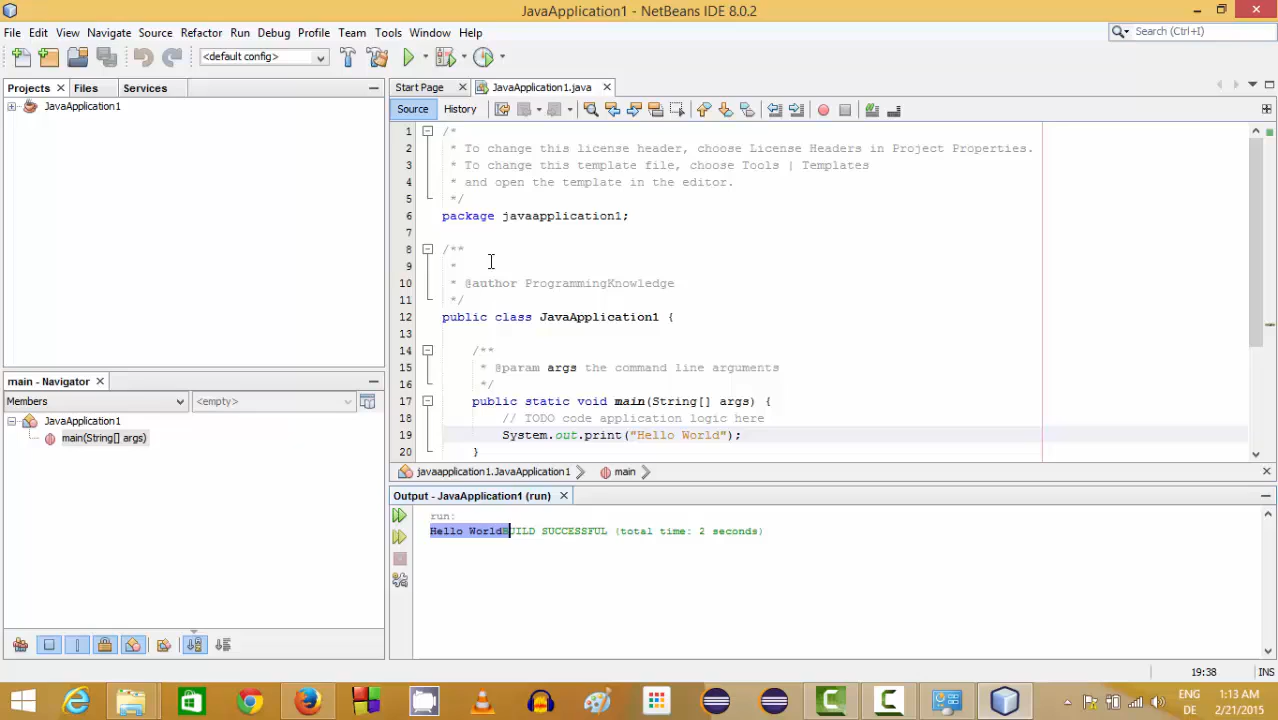 JavaApplication1 - NetBeans IDE 8.0.2
File Edit View Navigate Source Refactor Run Debug Profile Team Tools Window Help
Search (Ctrl+I)
<default config>
Projects Files Services
JavaApplication1
Start Page JavaApplication1.java
Source History
1 /*
2 * To change this license header, choose License Headers in Project Properties.
3 * To change this template file, choose Tools | Templates
4 * and open the template in the editor.
5 */
6 package javaapplication1;
7
8 /**
9 *
10 * @author ProgrammingKnowledge
11 */
12 public class JavaApplication1 {
13
14 /**
15 * @param args the command line arguments
16 */
17 public static void main(String[] args) {
18 // TODO code application logic here
19 System.out.print("Hello World");
20 }
javaapplication1.JavaApplication1 main
main - Navigator
Members <empty>
JavaApplication1
main(String[] args)
Output - JavaApplication1 (run)
run:
Hello WorldBUILD SUCCESSFUL (total time: 2 seconds)
19:38 INS
ENG
DE
1:13 AM
2/21/2015